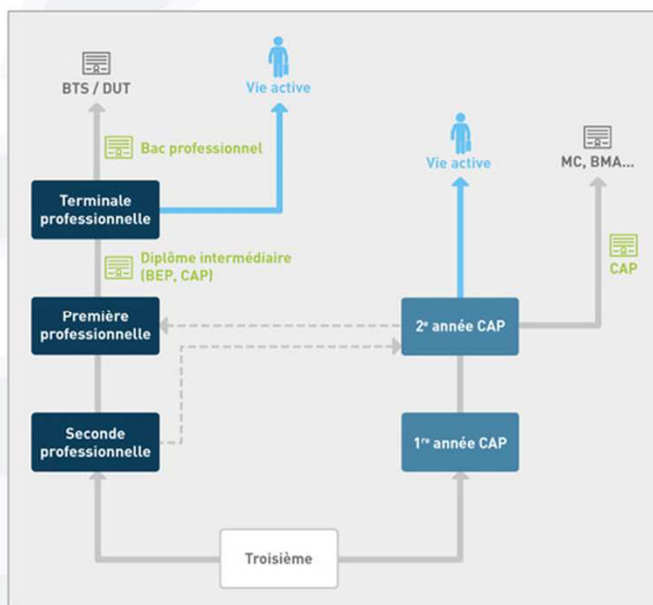 BTS / DUT
Vie active
Bac professionnel
Vie active
MC, BMA...
Terminale
professionnelle
Diplôme intermédiaire
(BEP, CAP)
CAP
Première
professionnelle
2e année CAP
Seconde
professionnelle
1re année CAP
Troisième